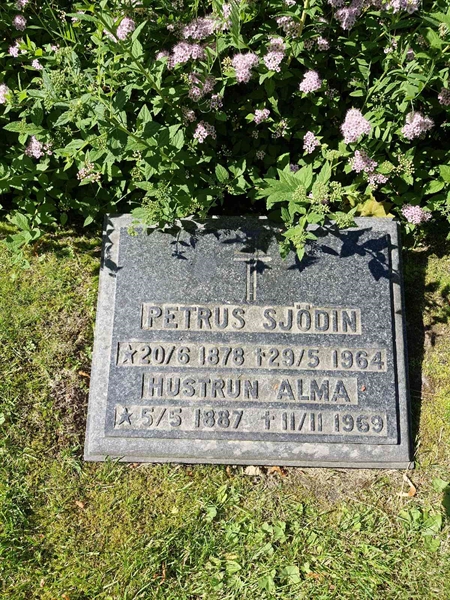 PETRUS SJÖDIN
★20/6 1878 ✝29/5 1964
HUSTRUN ALMA
★5/5 1887 ✝11/11 1969